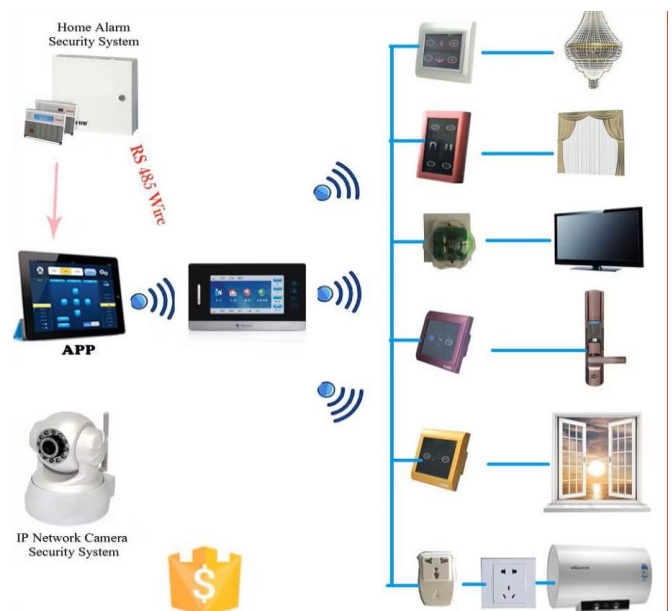 Home Alarm
Security System
RS 485 Wire
APP
IP Network Camera
Security System
$